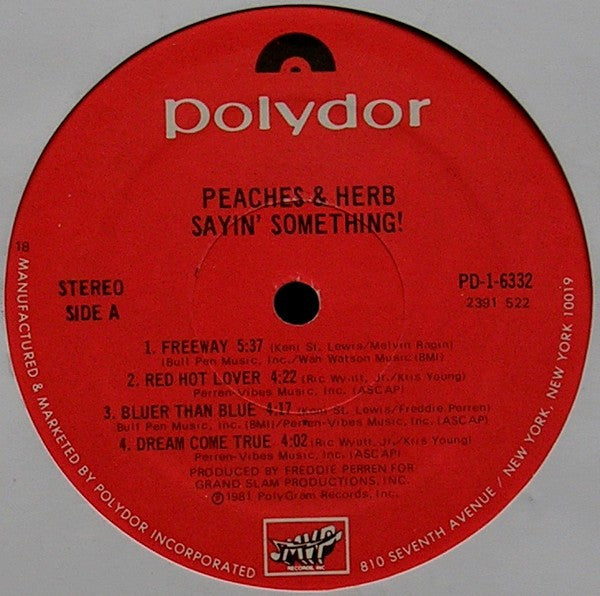 polydor
PEACHES & HERB
SAYIN' SOMETHING!
STEREO
SIDE A
PD-1-6332
2391 522
1. FREEWAY 5:37 (Kent St. Lewis/Melvin Ragin)
(Bull Pen Music, Inc./Wah Watson Music (BMI)
2. RED HOT LOVER 4:22 (Ric Wyatt, Jr./Kris Young)
Perren-Vibes Music, Inc. (ASCAP)
3. BLUER THAN BLUE 4:17 (Kent St. Lewis/Freddie Perren)
Bull Pen Music, Inc. (BMI)/Perren-Vibes Music, Inc. (ASCAP)
4. DREAM COME TRUE 4:02 (Ric Wyatt, Jr./Kris Young)
Perren-Vibes Music, Inc. (ASCAP)
PRODUCED BY FREDDIE PERREN FOR
GRAND SLAM PRODUCTIONS, INC.
℗1981 PolyGram Records, Inc.
18
MANUFACTURED & MARKETED BY POLYDOR INCORPORATED
810 SEVENTH AVENUE / NEW YORK, NEW YORK 10019
MVP
RECORDS, INC